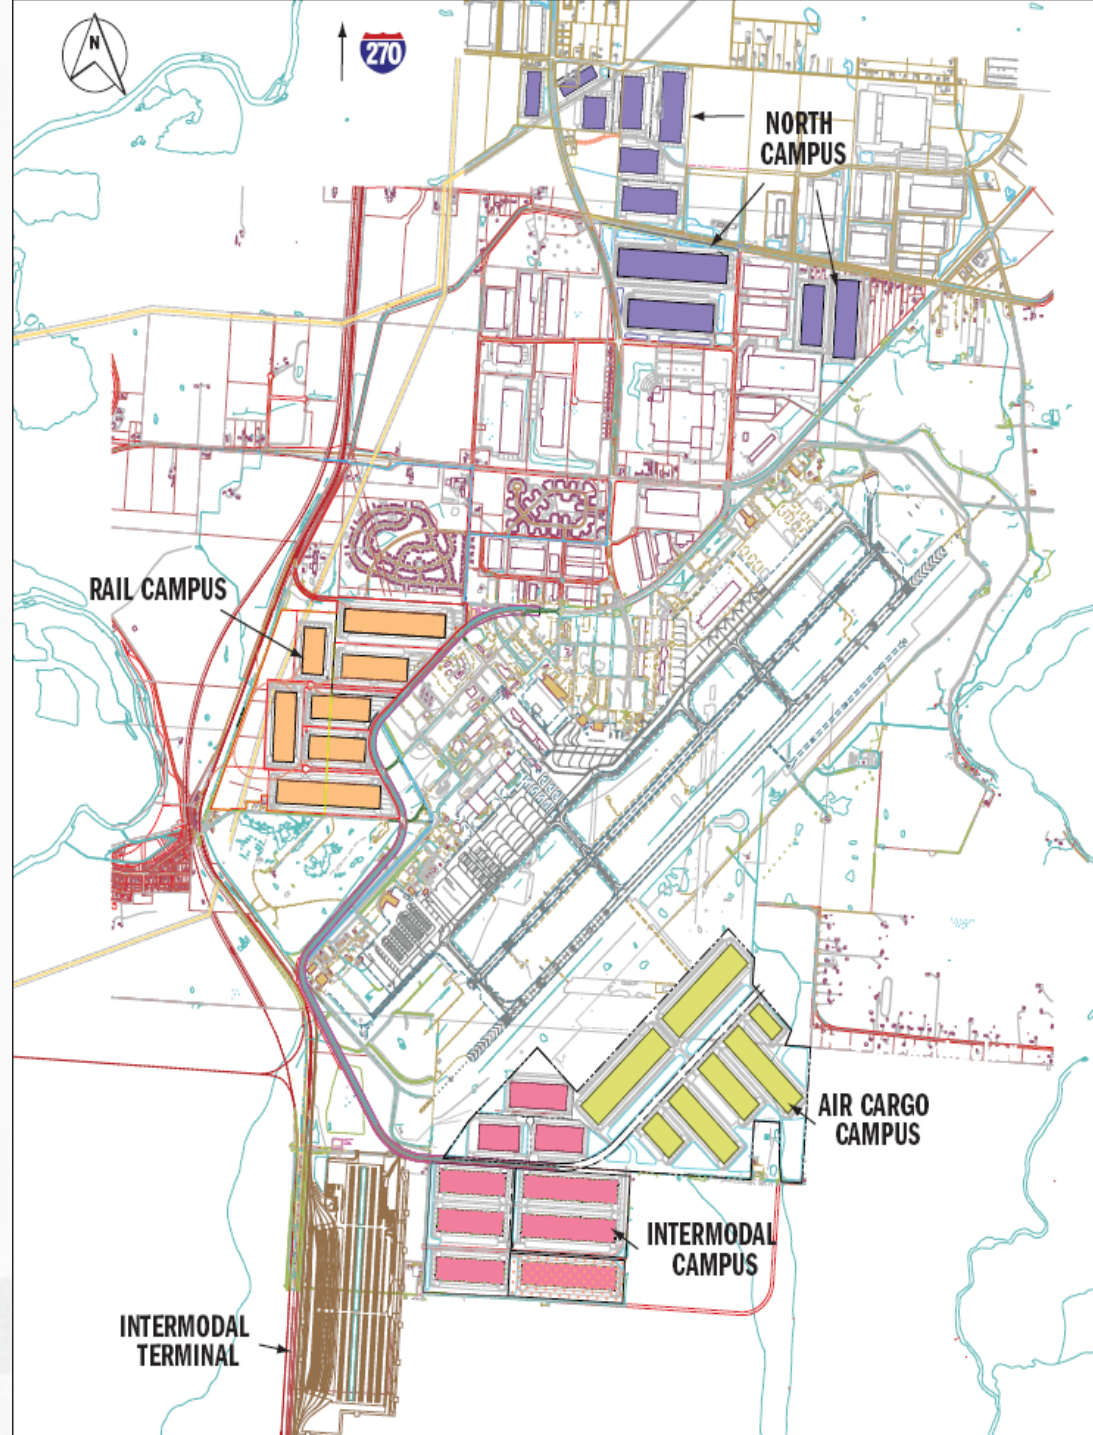 N
270
NORTH
CAMPUS
RAIL CAMPUS
AIR CARGO
CAMPUS
INTERMODAL
CAMPUS
INTERMODAL
TERMINAL